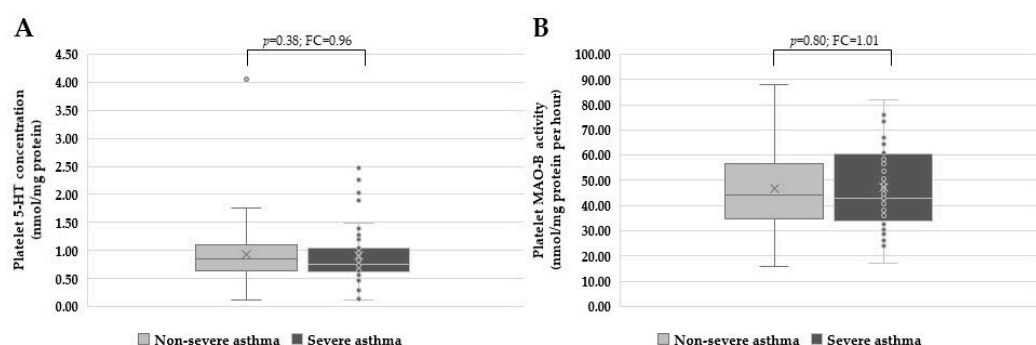 A
p=0.38; FC=0.96
Platelet 5-HT concentration
(nmol/mg protein)
4.50
4.00
3.50
3.00
2.50
2.00
1.50
1.00
0.50
0.00
Non-severe asthma Severe asthma
B
p=0.80; FC=1.01
Platelet MAO-B activity
(nmol/mg protein per hour)
100.00
90.00
80.00
70.00
60.00
50.00
40.00
30.00
20.00
10.00
0.00
Non-severe asthma Severe asthma